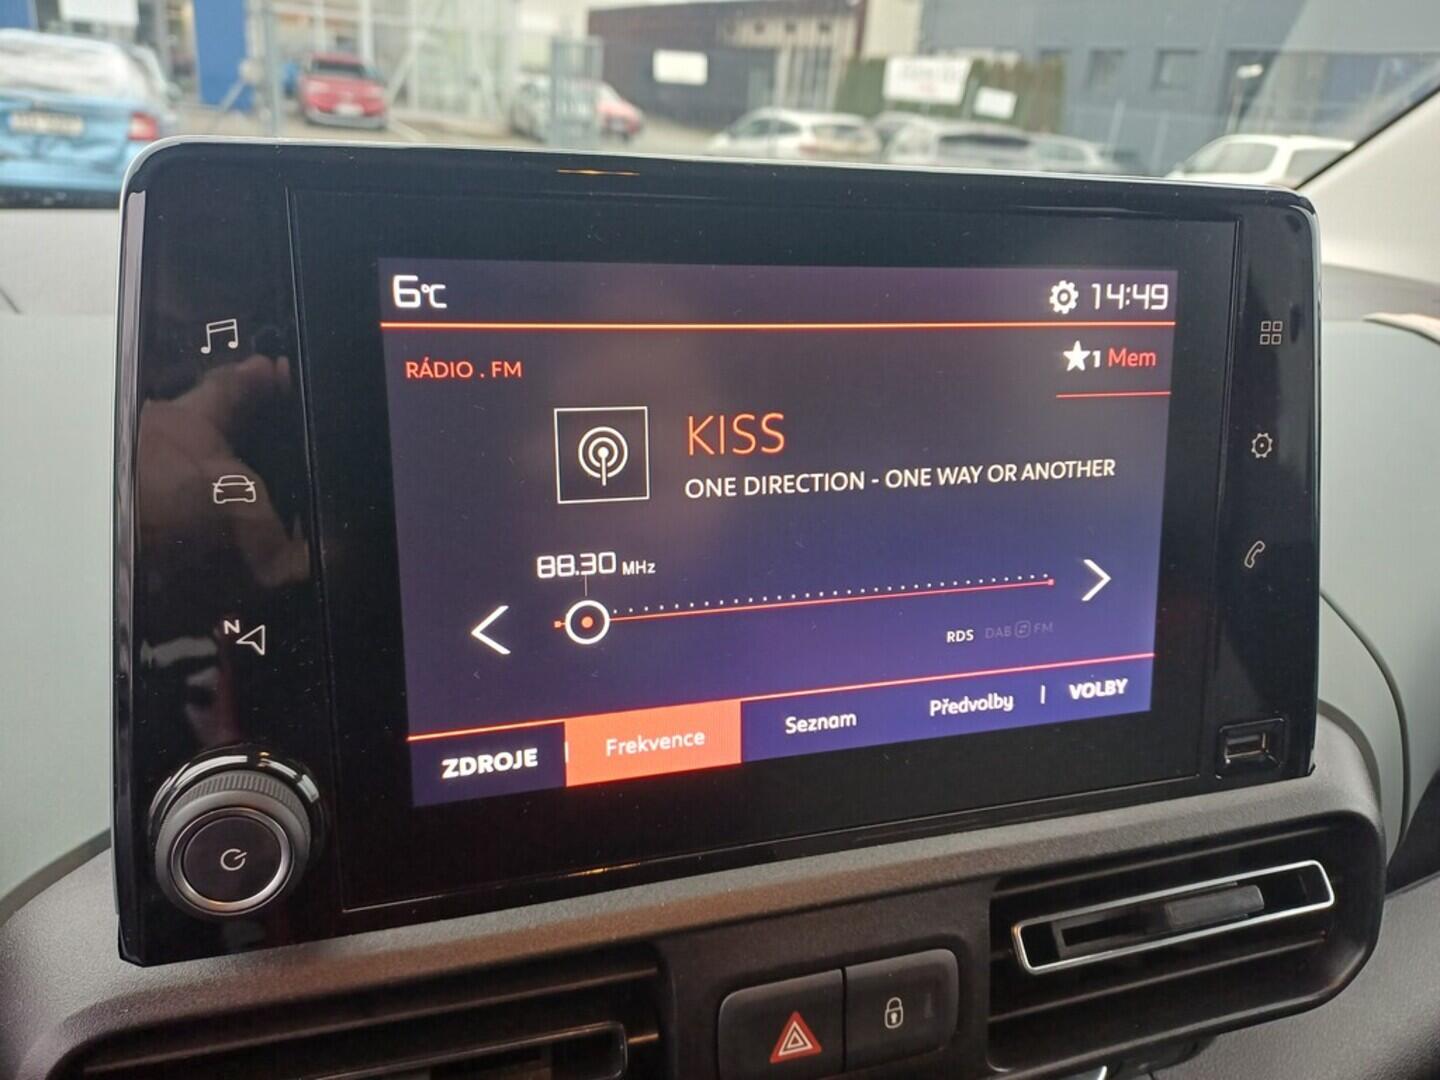 6°C
14:49
RÁDIO . FM
1 Mem
KISS
ONE DIRECTION - ONE WAY OR ANOTHER
88.30 MHz
RDS DAB FM
N
ZDROJE Frekvence Seznam Předvolby VOLBY